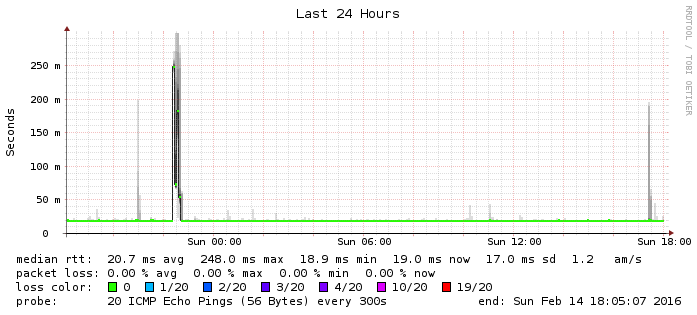 Last 24 Hours
RRDTOOL / TOBI OETIKER
Seconds
250 m
200 m
150 m
100 m
50 m
0
Sun 00:00 Sun 06:00 Sun 12:00 Sun 18:00
median rtt: 20.7 ms avg 248.0 ms max 18.9 ms min 19.0 ms now 17.0 ms sd 1.2 am/s
packet loss: 0.00 % avg 0.00 % max 0.00 % min 0.00 % now
loss color: 0 1/20 2/20 3/20 4/20 10/20 19/20
probe: 20 ICMP Echo Pings (56 Bytes) every 300s end: Sun Feb 14 18:05:07 2016